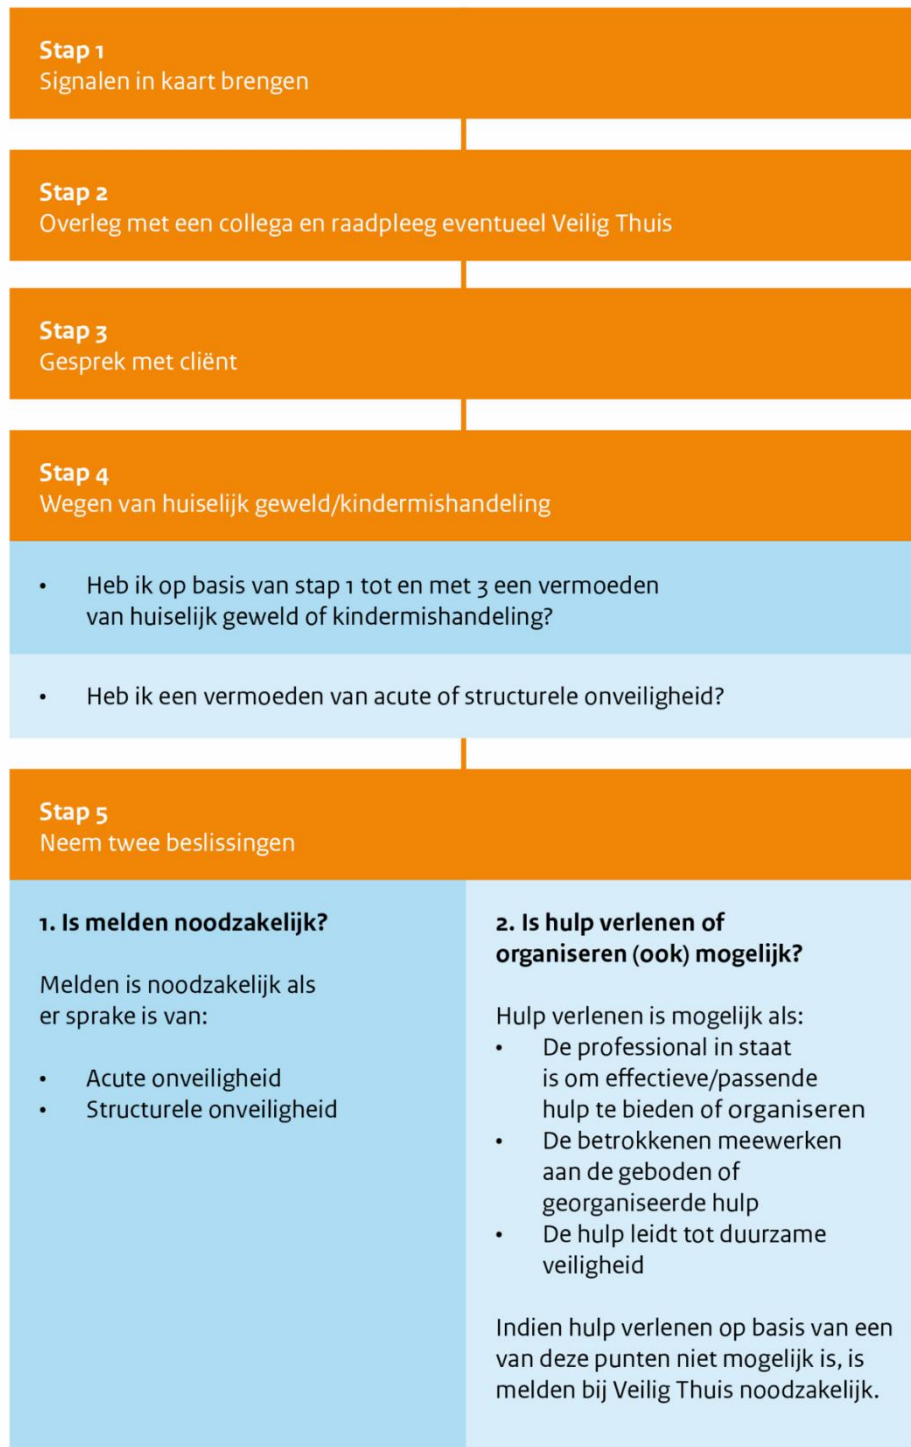 Stap 1
Signalen in kaart brengen
Stap 2
Overleg met een collega en raadpleeg eventueel Veilig Thuis
Stap 3
Gesprek met cliënt
Stap 4
Wegen van huiselijk geweld/kindermishandeling
• Heb ik op basis van stap 1 tot en met 3 een vermoeden
van huiselijk geweld of kindermishandeling?
• Heb ik een vermoeden van acute of structurele onveiligheid?
Stap 5
Neem twee beslissingen
1. Is melden noodzakelijk?
Melden is noodzakelijk als
er sprake is van:
• Acute onveiligheid
• Structurele onveiligheid
2. Is hulp verlenen of
organiseren (ook) mogelijk?
Hulp verlenen is mogelijk als:
• De professional in staat
is om effectieve/passende
hulp te bieden of organiseren
• De betrokkenen meewerken
aan de geboden of
georganiseerde hulp
• De hulp leidt tot duurzame
veiligheid
Indien hulp verlenen op basis van een
van deze punten niet mogelijk is, is
melden bij Veilig Thuis noodzakelijk.